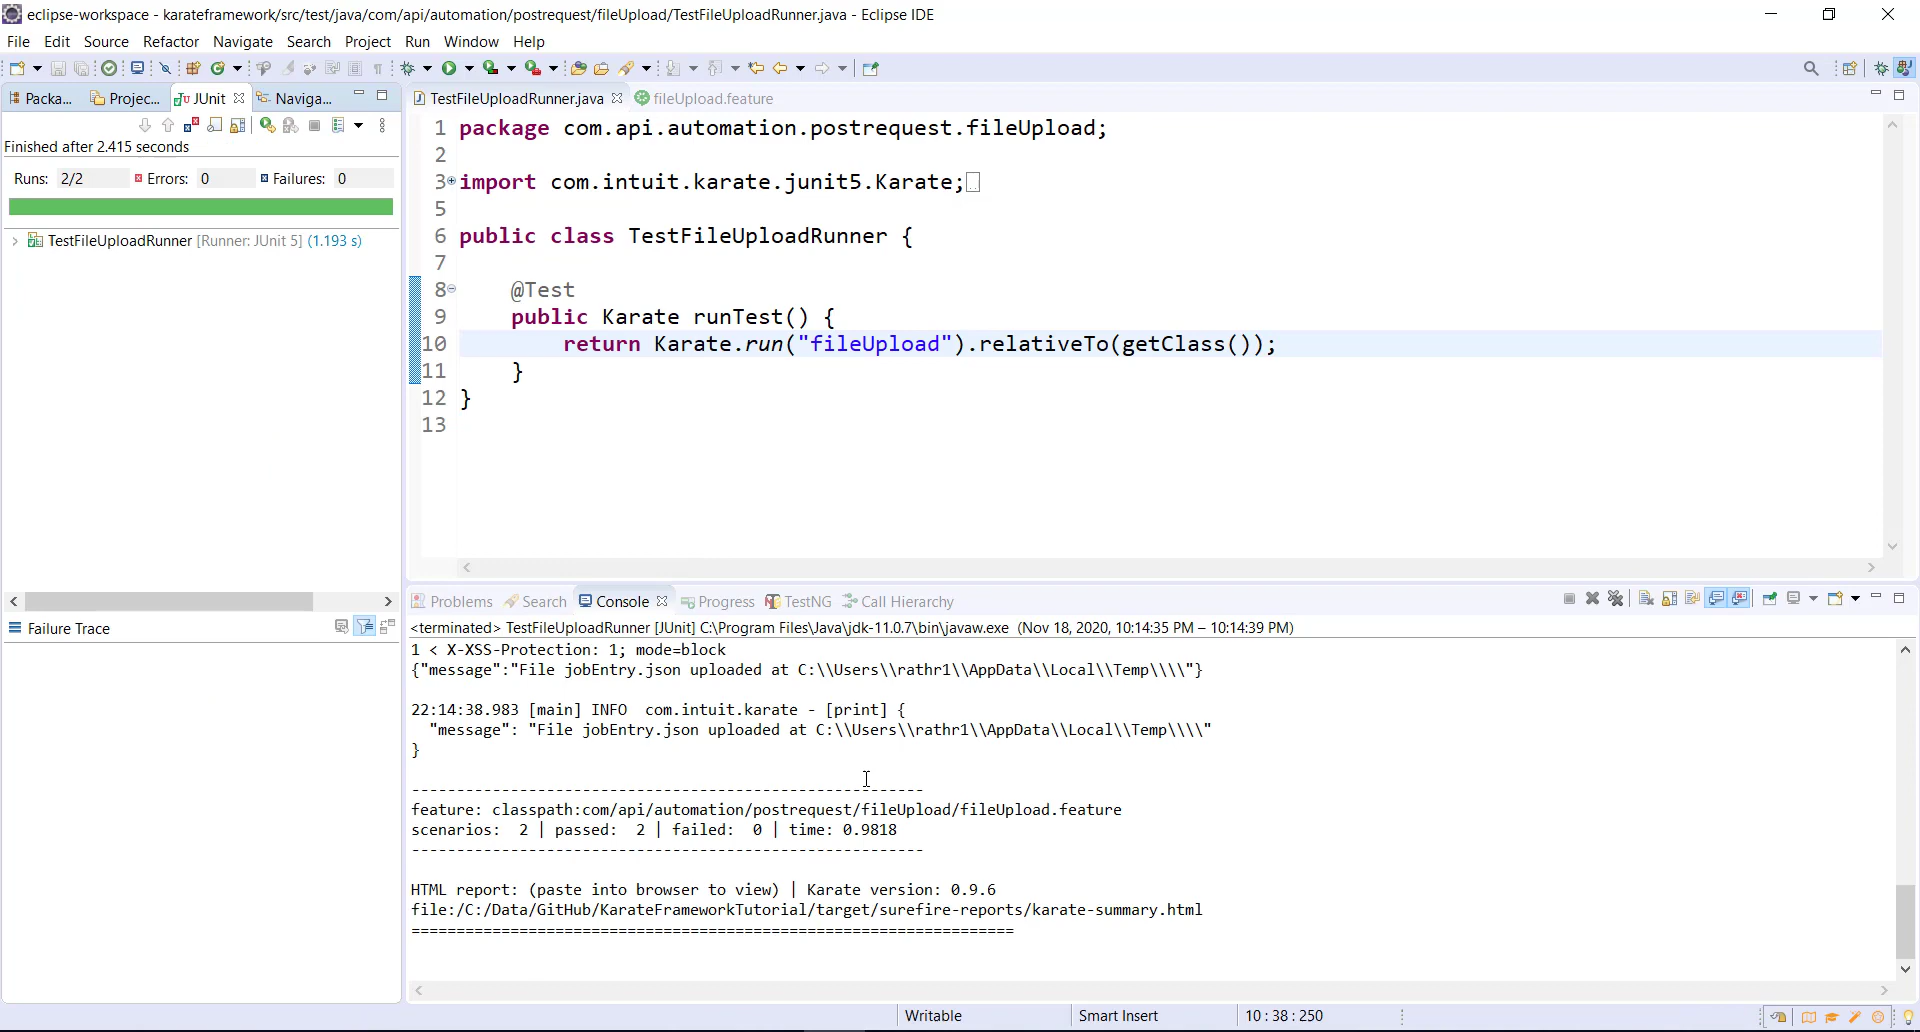 eclipse-workspace - karateframework/src/test/java/com/api/automation/postrequest/fileUpload/TestFileUploadRunner.java - Eclipse IDE
File Edit Source Refactor Navigate Search Project Run Window Help
Packa... Projec... JUnit Naviga...
Finished after 2.415 seconds
Runs: 2/2 Errors: 0 Failures: 0
TestFileUploadRunner [Runner: JUnit 5] (1.193 s)
Failure Trace
TestFileUploadRunner.java fileUpload.feature
1 package com.api.automation.postrequest.fileUpload;
2
3 import com.intuit.karate.junit5.Karate;
5
6 public class TestFileUploadRunner {
7
8 @Test
9 public Karate runTest() {
10 return Karate.run("fileUpload").relativeTo(getClass());
11 }
12 }
13
Problems Search Console Progress TestNG Call Hierarchy
<terminated> TestFileUploadRunner [JUnit] C:\Program Files\Java\jdk-11.0.7\bin\javaw.exe (Nov 18, 2020, 10:14:35 PM – 10:14:39 PM)
1 < X-XSS-Protection: 1; mode=block
{"message":"File jobEntry.json uploaded at C:\\Users\\rathr1\\AppData\\Local\\Temp\\\\"}
22:14:38.983 [main] INFO com.intuit.karate - [print] {
"message": "File jobEntry.json uploaded at C:\\Users\\rathr1\\AppData\\Local\\Temp\\\\"
}
---------------------------------------------------------
feature: classpath:com/api/automation/postrequest/fileUpload/fileUpload.feature
scenarios: 2 | passed: 2 | failed: 0 | time: 0.9818
---------------------------------------------------------
HTML report: (paste into browser to view) | Karate version: 0.9.6
file:/C:/Data/GitHub/KarateFrameworkTutorial/target/surefire-reports/karate-summary.html
===================================================================
Writable Smart Insert 10 : 38 : 250